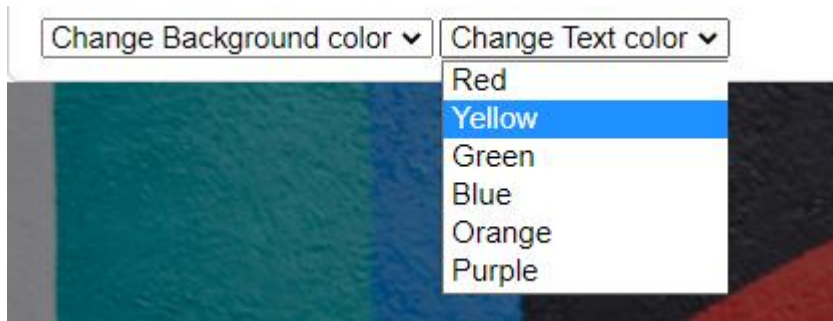 Change Background color Change Text color
Red
Yellow
Green
Blue
Orange
Purple